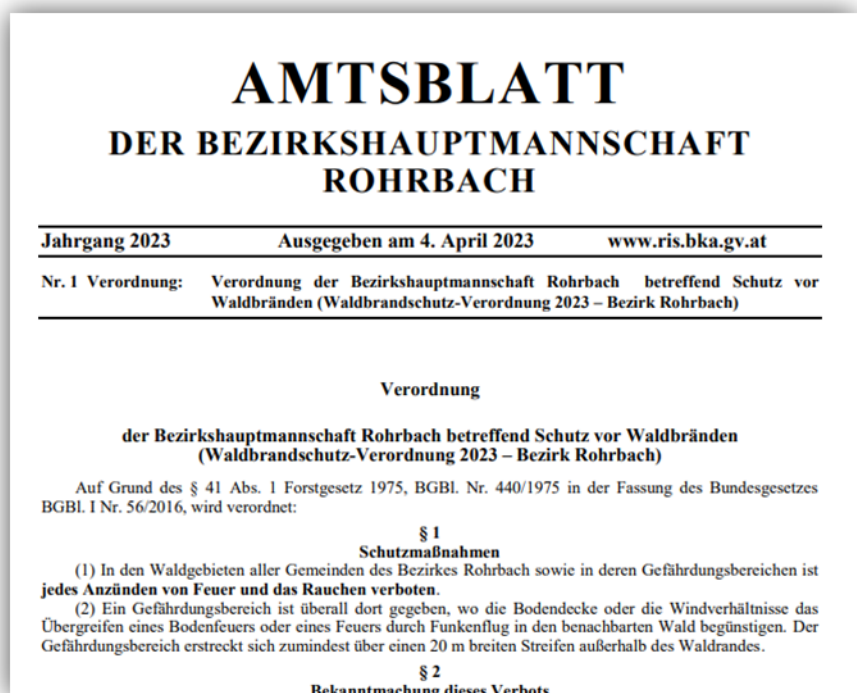 AMTSBLATT
DER BEZIRKSHAUPTMANNSCHAFT
ROHRBACH
Jahrgang 2023 Ausgegeben am 4. April 2023 www.ris.bka.gv.at
Nr. 1 Verordnung: Verordnung der Bezirkshauptmannschaft Rohrbach betreffend Schutz vor
Waldbränden (Waldbrandschutz-Verordnung 2023 – Bezirk Rohrbach)
Verordnung
der Bezirkshauptmannschaft Rohrbach betreffend Schutz vor Waldbränden
(Waldbrandschutz-Verordnung 2023 – Bezirk Rohrbach)
Auf Grund des § 41 Abs. 1 Forstgesetz 1975, BGBl. Nr. 440/1975 in der Fassung des Bundesgesetzes
BGBl. I Nr. 56/2016, wird verordnet:
§ 1
Schutzmaßnahmen
(1) In den Waldgebieten aller Gemeinden des Bezirkes Rohrbach sowie in deren Gefährdungsbereichen ist
jedes Anzünden von Feuer und das Rauchen verboten.
(2) Ein Gefährdungsbereich ist überall dort gegeben, wo die Bodendecke oder die Windverhältnisse das
Übergreifen eines Bodenfeuers oder eines Feuers durch Funkenflug in den benachbarten Wald begünstigen. Der
Gefährdungsbereich erstreckt sich zumindest über einen 20 m breiten Streifen außerhalb des Waldrandes.
§ 2
Bekanntmachung dieses Verbots